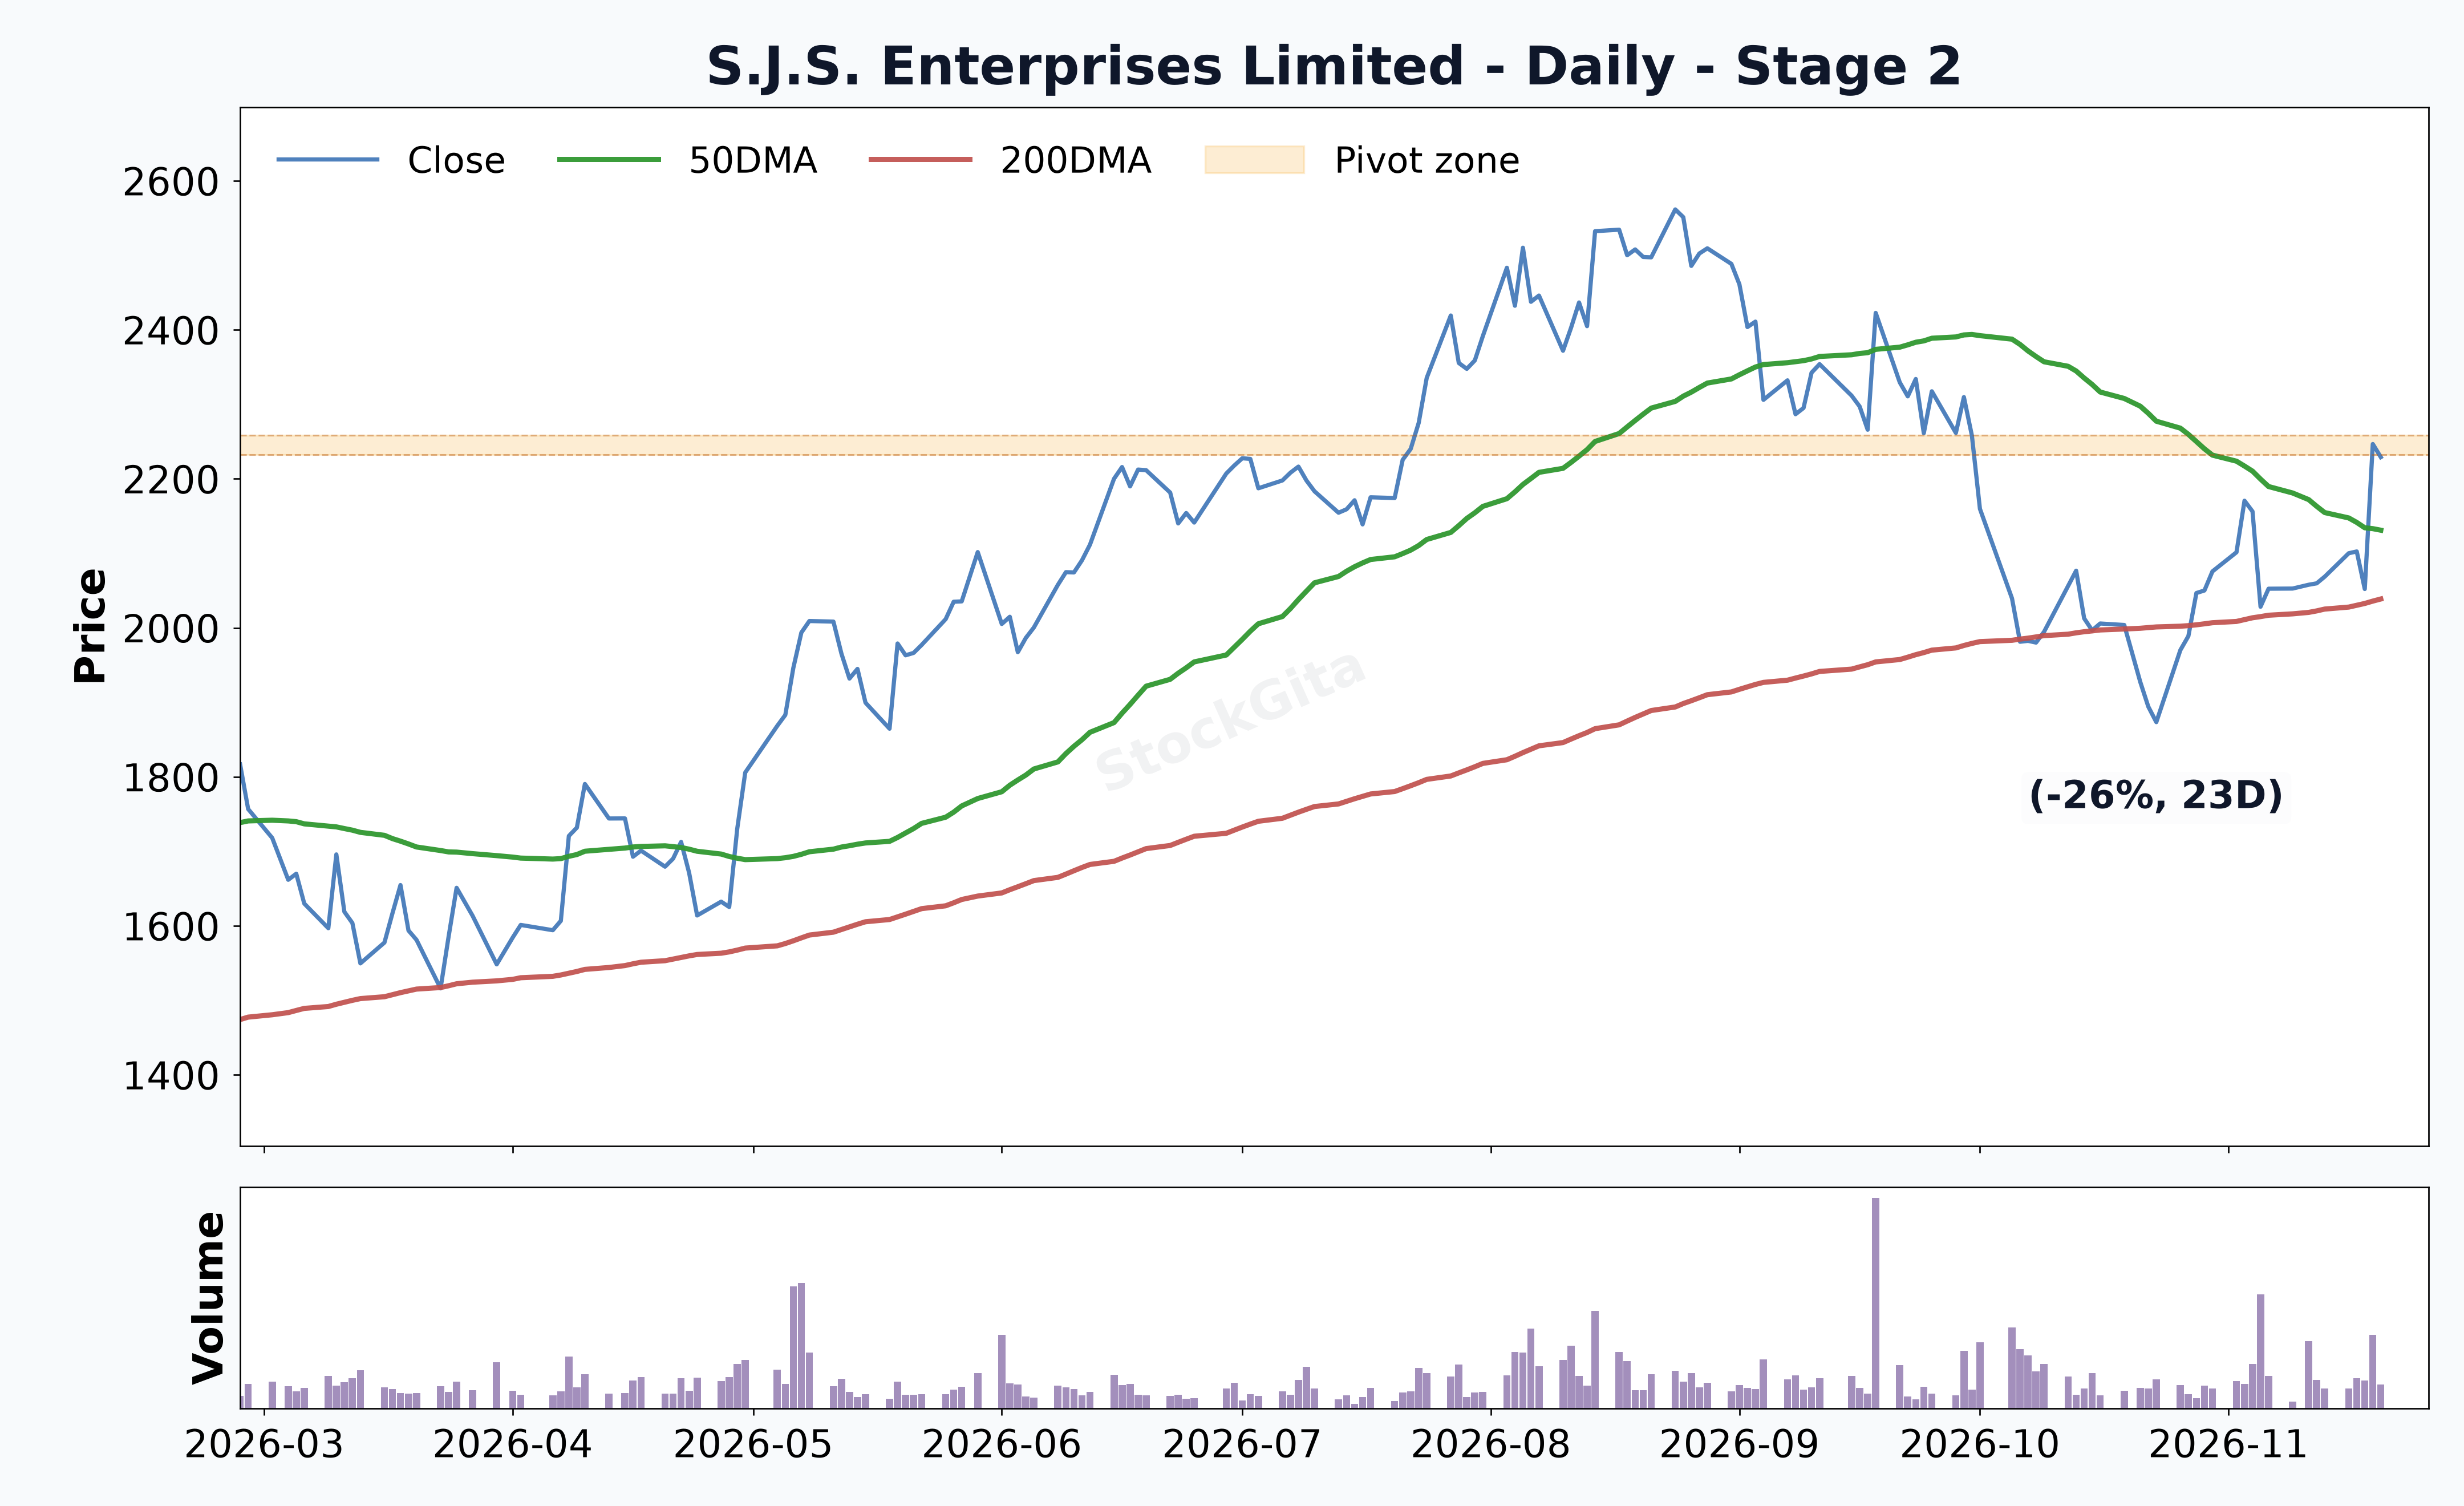 S.J.S. Enterprises Limited - Daily - Stage 2
Close 50DMA 200DMA Pivot zone
Price
2600
2400
2200
2000
1800
1600
1400
StockGita
(-26%, 23D)
Volume
2026-03 2026-04 2026-05 2026-06 2026-07 2026-08 2026-09 2026-10 2026-11